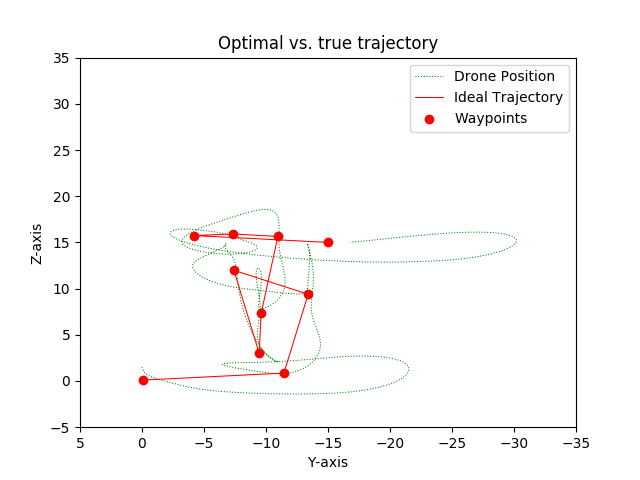 Optimal vs. true trajectory
Drone Position
Ideal Trajectory
Waypoints
Z-axis
35
30
25
20
15
10
5
0
−5
5 0 −5 −10 −15 −20 −25 −30 −35
Y-axis